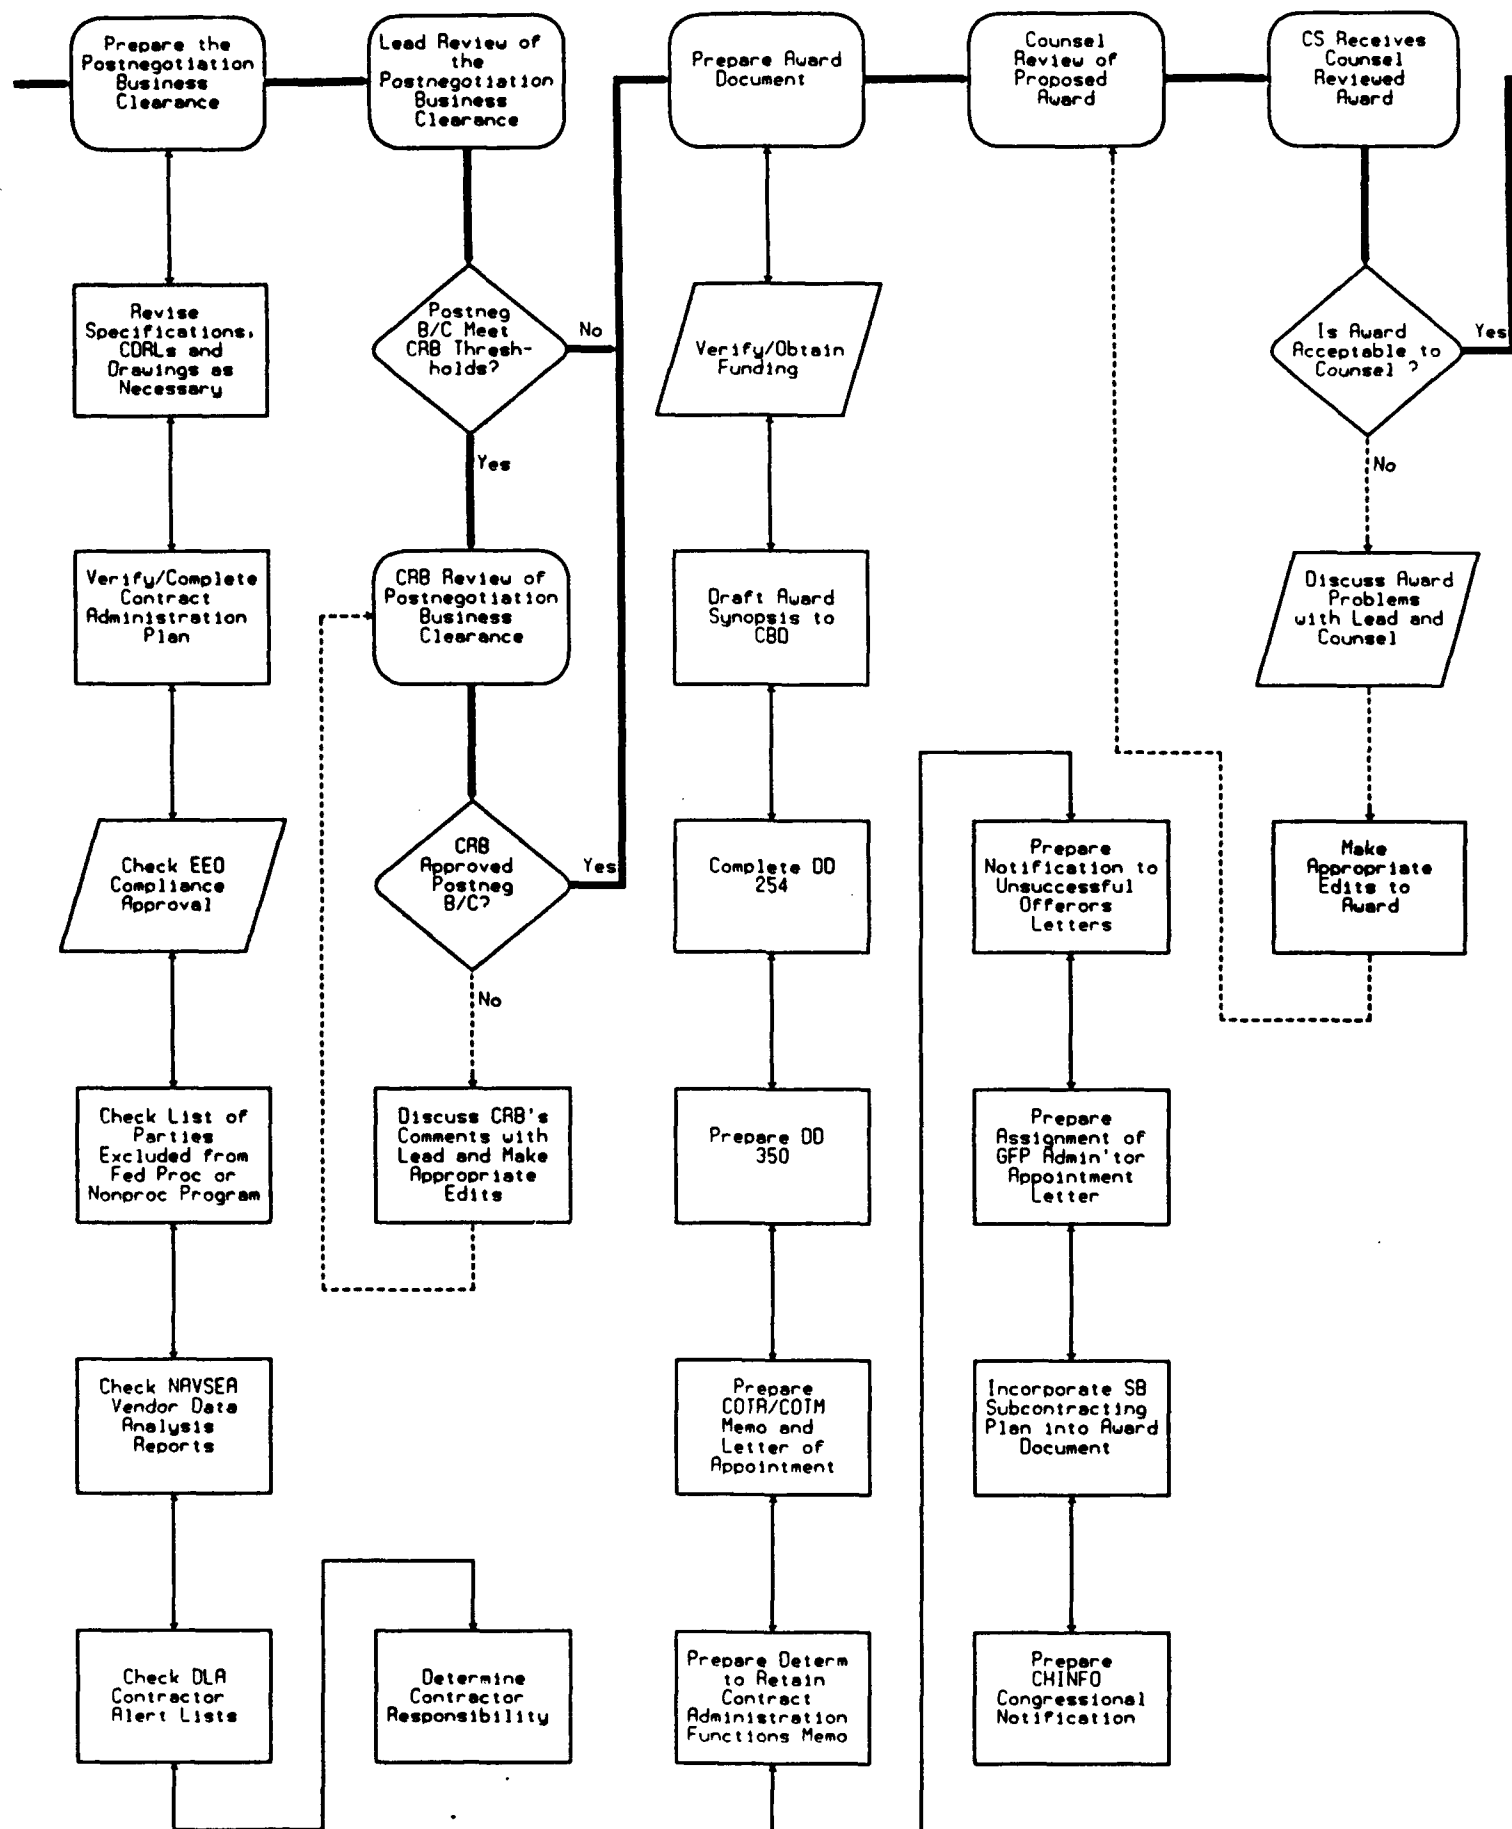 Prepare the
Postnegotiation
Business
Clearance
Lead Review of
the
Postnegotiation
Business
Clearance
Prepare Award
Document
Counsel
Review of
Proposed
Award
CS Receives
Counsel
Reviewed
Award
Revise
Specifications,
CDRLs and
Drawings as
Necessary
Postneg
B/C Meet
CRB Thresh-
holds?
No
Verify/Obtain
Funding
Is Award
Acceptable to
Counsel ?
Yes
Yes
No
Verify/Complete
Contract
Administration
Plan
CRB Review of
Postnegotiation
Business
Clearance
Draft Award
Synopsis to
CBD
Discuss Award
Problems
with Lead and
Counsel
Check EEO
Compliance
Approval
CRB
Approved
Postneg
B/C?
Yes
Complete DD
254
Prepare
Notification to
Unsuccessful
Offerors
Letters
Make
Appropriate
Edits to
Award
No
Check List of
Parties
Excluded from
Fed Proc or
Nonproc Program
Discuss CRB's
Comments with
Lead and Make
Appropriate
Edits
Prepare DD
350
Prepare
Assignment of
GFP Admin'tor
Appointment
Letter
Check NAVSEA
Vendor Data
Analysis
Reports
Prepare
COTR/COTM
Memo and
Letter of
Appointment
Incorporate SB
Subcontracting
Plan into Award
Document
Check DLA
Contractor
Alert Lists
Determine
Contractor
Responsibility
Prepare Determ
to Retain
Contract
Administration
Functions Memo
Prepare
CHINFO
Congressional
Notification